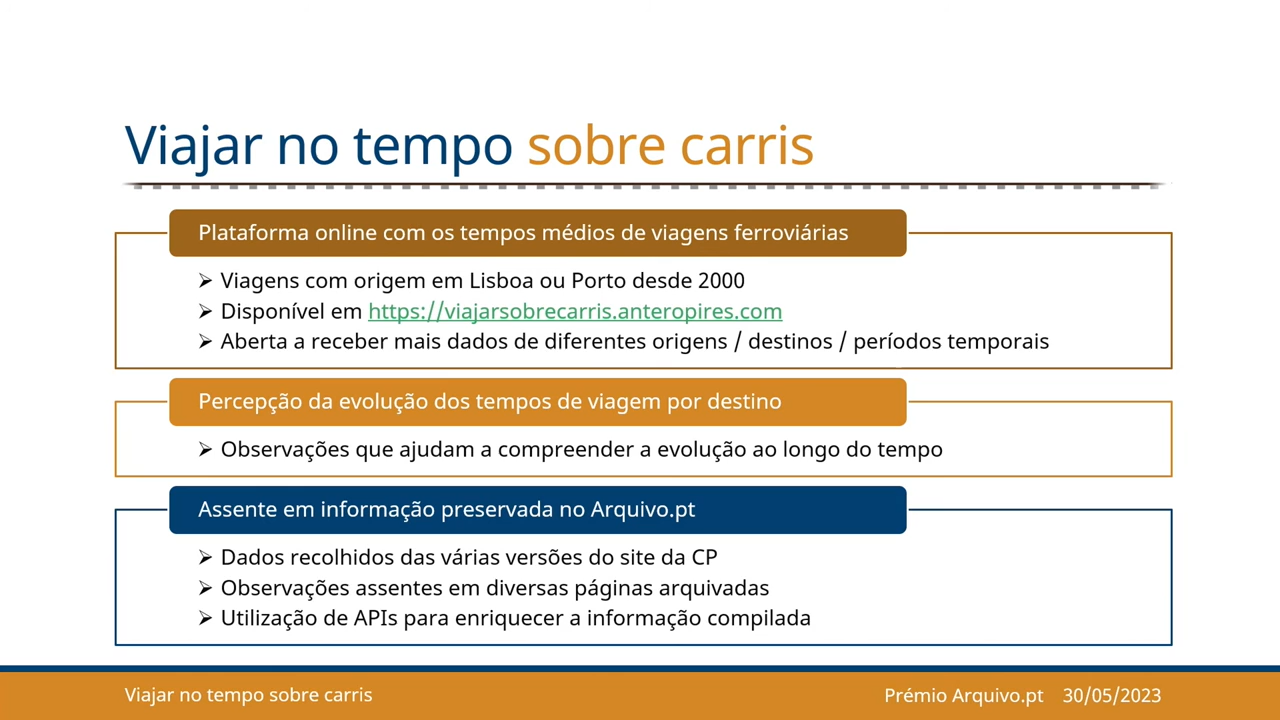 Viajar no tempo sobre carris
Plataforma online com os tempos médios de viagens ferroviárias
➢ Viagens com origem em Lisboa ou Porto desde 2000
➢ Disponível em https://viajarsobrecarris.anteropires.com
➢ Aberta a receber mais dados de diferentes origens / destinos / períodos temporais
Percepção da evolução dos tempos de viagem por destino
➢ Observações que ajudam a compreender a evolução ao longo do tempo
Assente em informação preservada no Arquivo.pt
➢ Dados recolhidos das várias versões do site da CP
➢ Observações assentes em diversas páginas arquivadas
➢ Utilização de APIs para enriquecer a informação compilada
Viajar no tempo sobre carris
Prémio Arquivo.pt 30/05/2023